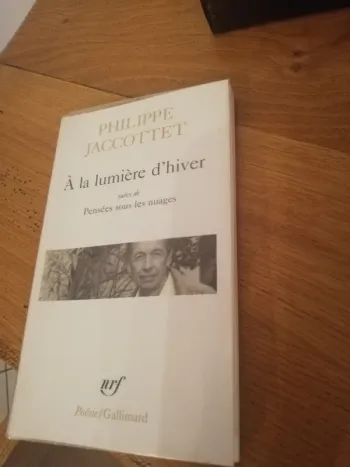 PHILIPPE
JACCOTTET
À la lumière d'hiver
suivi de
Pensées sous les nuages
nrf
Poésie/Gallimard